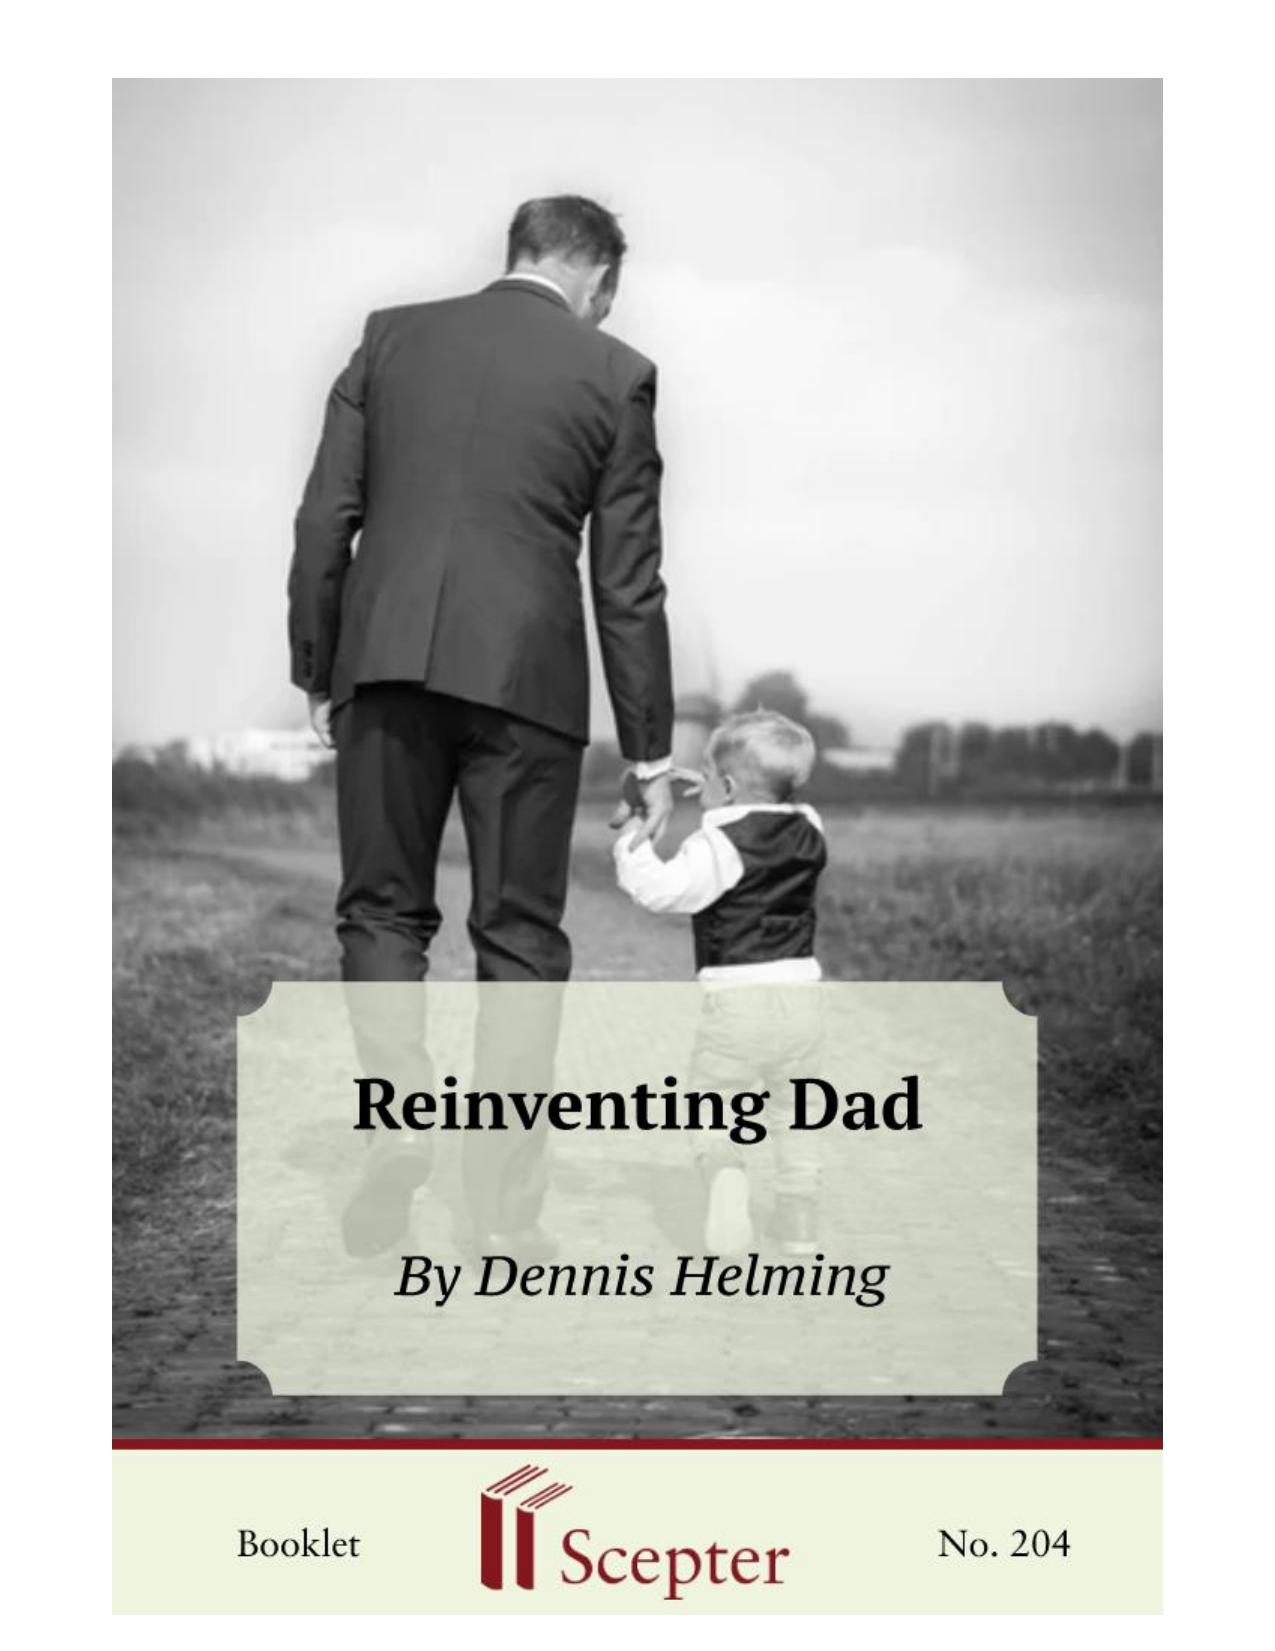 Reinventing Dad
By Dennis Helming
Booklet
Scepter
No. 204